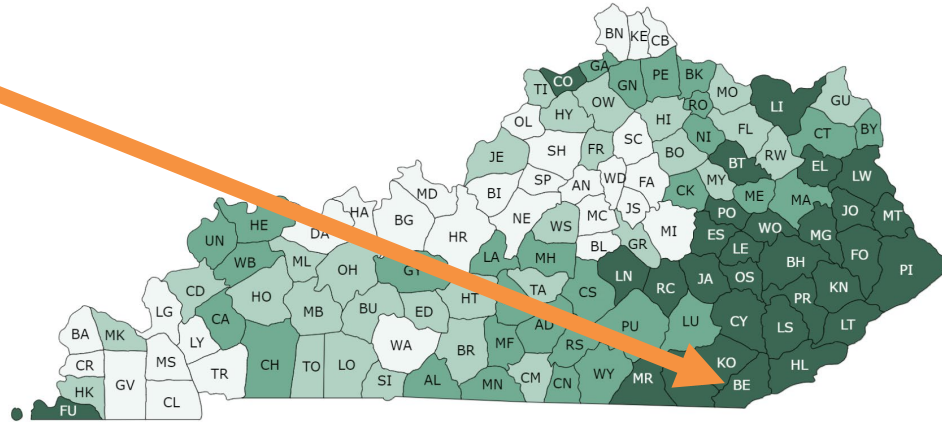 BN KE CB
GA PE BK
TI CO GN MO LI GU
HY OW RO
OL HI NI FL CT BY
JE SH FR SC BO BT RW EL LW
SP WD FA MY
MD BI AN CK ME MA
HA BG NE MC JS PO WO JO MT
UN HE DA HR WS BL GR MI ES LE MG FO PI
WB ML GY LA MH LN RC JA OS BH
CD HO OH HT TA CS PR KN
LG CA MB BU ED AD PU LU CY LS LT
BA MK LY WA MF RS
CR MS CH TO LO BR KO HL
HK GV TR SI AL MN CM CN WY MR BE
FU CL